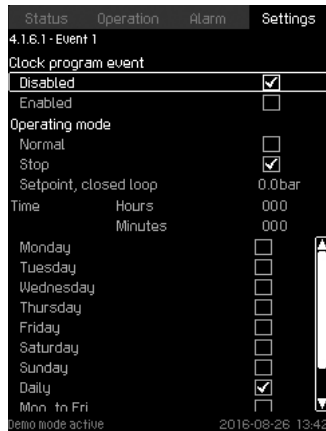 Status Operation Alarm Settings
4.1.6.1 - Event 1
Clock program event
Disabled
Enabled
Operating mode
Normal
Stop
Setpoint, closed loop 0.0bar
Time Hours 000
Minutes 000
Monday
Tuesday
Wednesday
Thursday
Friday
Saturday
Sunday
Daily
Mon. to Fri
Demo mode active 2016-08-26 13:42